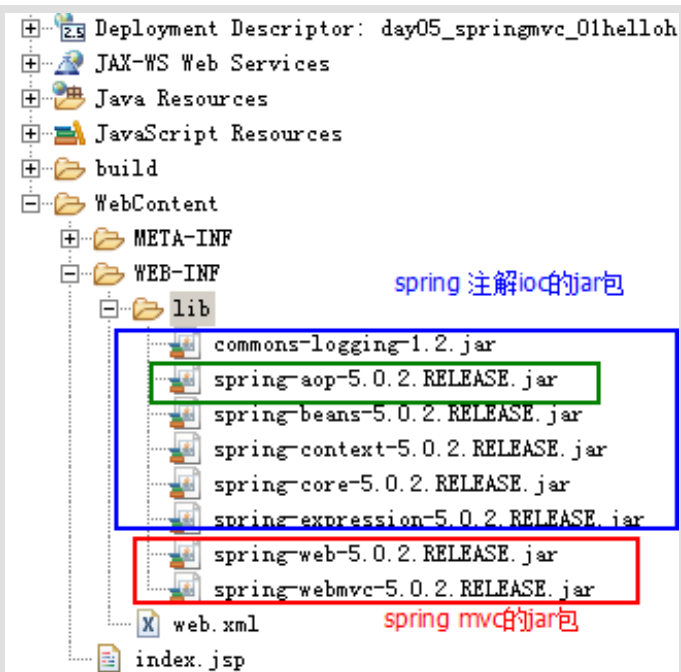 Deployment Descriptor: day05_springmvc_01helloh
JAX-WS Web Services
Java Resources
JavaScript Resources
build
WebContent
META-INF
WEB-INF
spring 注解ioc的jar包
lib
commons-logging-1.2.jar
spring-aop-5.0.2.RELEASE.jar
spring-beans-5.0.2.RELEASE.jar
spring-context-5.0.2.RELEASE.jar
spring-core-5.0.2.RELEASE.jar
spring-expression-5.0.2.RELEASE.jar
spring-web-5.0.2.RELEASE.jar
spring-webmvc-5.0.2.RELEASE.jar
web.xml
spring mvc的jar包
index.jsp